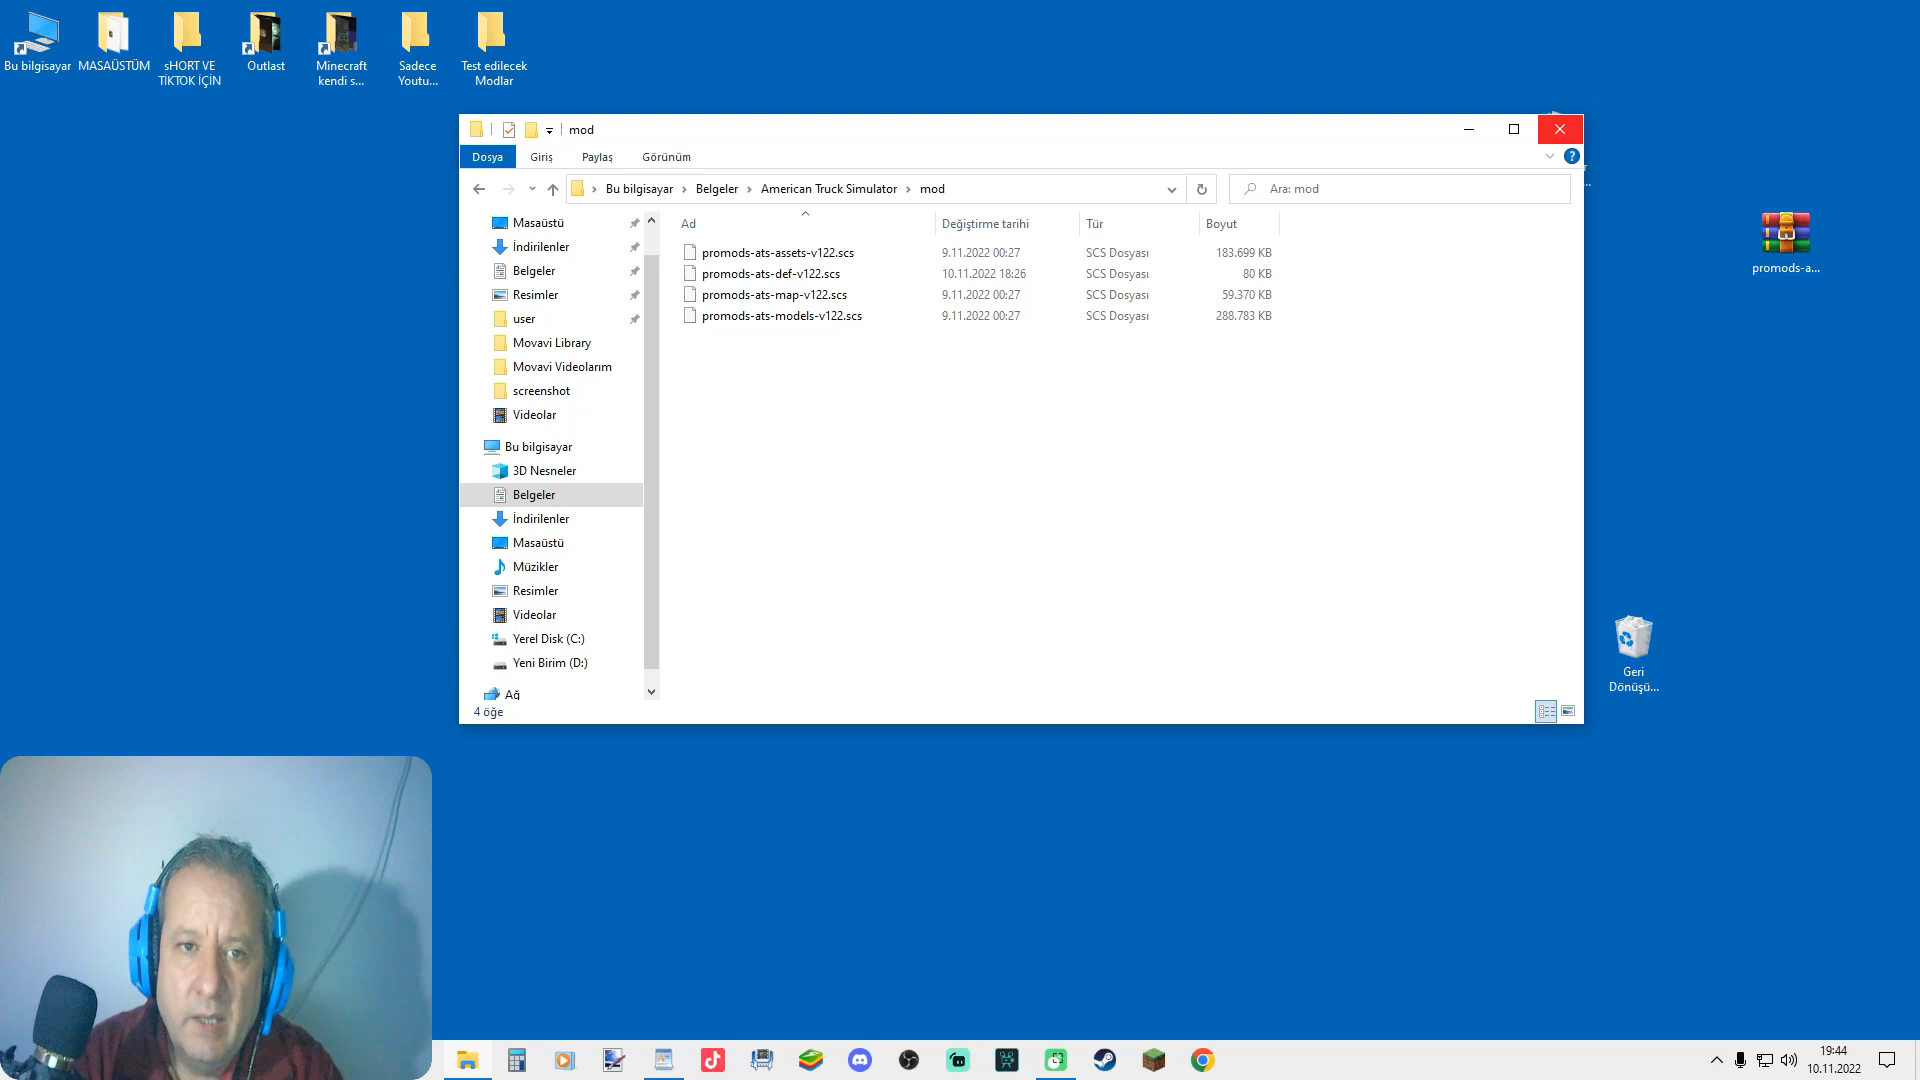 Bu bilgisayar
MASAÜSTÜM
sHORT VE
TİKTOK İÇİN
Outlast
Minecraft
kendi s...
Sadece
Youtu...
Test edilecek
Modlar
mod
Dosya
Giriş
Paylaş
Görünüm
Bu bilgisayar
Belgeler
American Truck Simulator
mod
Ara: mod
Ad
Değiştirme tarihi
Tür
Boyut
promods-ats-assets-v122.scs 9.11.2022 00:27 SCS Dosyası 183.699 KB
promods-ats-def-v122.scs 10.11.2022 18:26 SCS Dosyası 80 KB
promods-ats-map-v122.scs 9.11.2022 00:27 SCS Dosyası 59.370 KB
promods-ats-models-v122.scs 9.11.2022 00:27 SCS Dosyası 288.783 KB
Masaüstü
İndirilenler
Belgeler
Resimler
user
Movavi Library
Movavi Videolarım
screenshot
Videolar
Bu bilgisayar
3D Nesneler
Belgeler
İndirilenler
Masaüstü
Müzikler
Resimler
Videolar
Yerel Disk (C:)
Yeni Birim (D:)
Ağ
4 öğe
promods-a...
Geri
Dönüşü...
19:44
10.11.2022